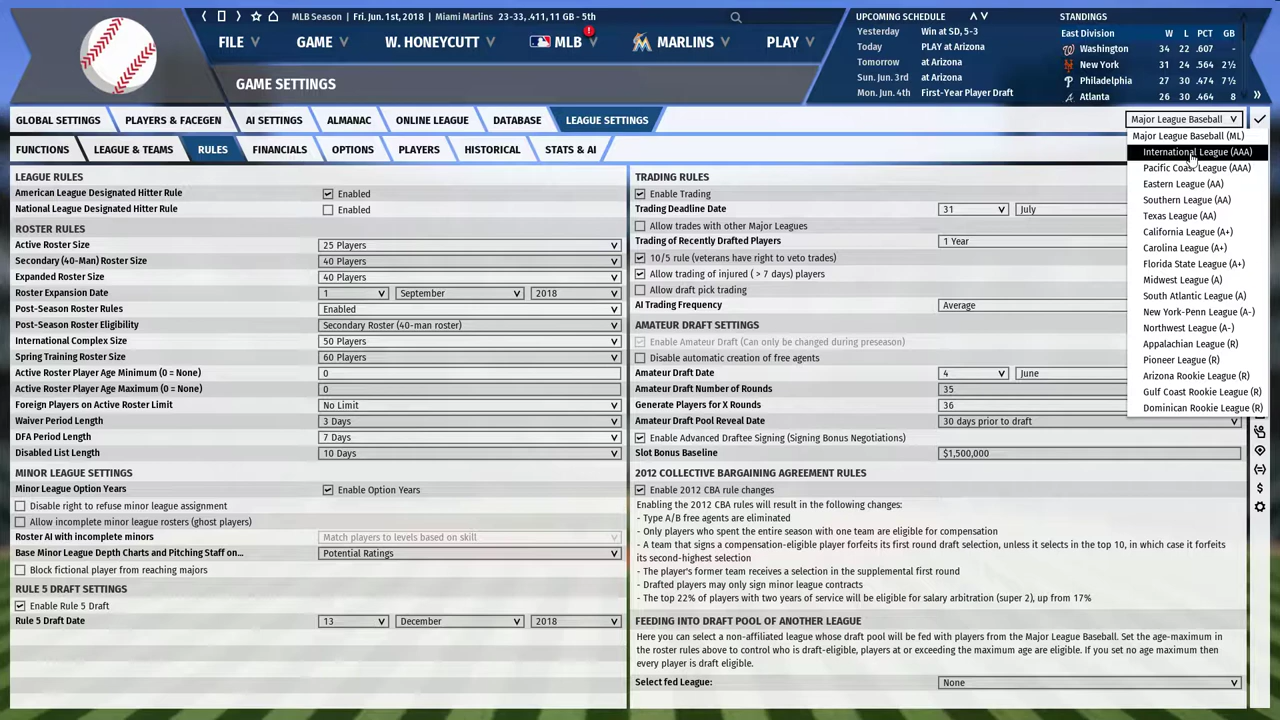 MLB Season | Fri. Jun. 1st, 2018 | Miami Marlins 23-33, .411, 11 GB - 5th
FILE GAME W. HONEYCUTT MLB MARLINS PLAY
GAME SETTINGS
UPCOMING SCHEDULE
Yesterday Win at SD, 5-3
Today PLAY at Arizona
Tomorrow at Arizona
Sun. Jun. 3rd at Arizona
Mon. Jun. 4th First-Year Player Draft
STANDINGS
East Division W L PCT GB
Washington 34 22 .607 -
New York 31 24 .564 2½
Philadelphia 27 30 .474 7½
Atlanta 26 30 .464 8
GLOBAL SETTINGS PLAYERS & FACEGEN AI SETTINGS ALMANAC ONLINE LEAGUE DATABASE LEAGUE SETTINGS
Major League Baseball
FUNCTIONS LEAGUE & TEAMS RULES FINANCIALS OPTIONS PLAYERS HISTORICAL STATS & AI
Major League Baseball (ML)
International League (AAA)
Pacific Coast League (AAA)
Eastern League (AA)
Southern League (AA)
Texas League (AA)
California League (A+)
Carolina League (A+)
Florida State League (A+)
Midwest League (A)
South Atlantic League (A)
New York-Penn League (A-)
Northwest League (A-)
Appalachian League (R)
Pioneer League (R)
Arizona Rookie League (R)
Gulf Coast Rookie League (R)
Dominican Rookie League (R)
LEAGUE RULES
American League Designated Hitter Rule Enabled
National League Designated Hitter Rule Enabled
ROSTER RULES
Active Roster Size 25 Players
Secondary (40-Man) Roster Size 40 Players
Expanded Roster Size 40 Players
Roster Expansion Date 1 September 2018
Post-Season Roster Rules Enabled
Post-Season Roster Eligibility Secondary Roster (40-man roster)
International Complex Size 50 Players
Spring Training Roster Size 60 Players
Active Roster Player Age Minimum (0 = None) 0
Active Roster Player Age Maximum (0 = None) 0
Foreign Players on Active Roster Limit No Limit
Waiver Period Length 3 Days
DFA Period Length 7 Days
Disabled List Length 10 Days
MINOR LEAGUE SETTINGS
Minor League Option Years Enable Option Years
Disable right to refuse minor league assignment
Allow incomplete minor league rosters (ghost players)
Roster AI with incomplete minors Match players to levels based on skill
Base Minor League Depth Charts and Pitching Staff on... Potential Ratings
Block fictional player from reaching majors
RULE 5 DRAFT SETTINGS
Enable Rule 5 Draft
Rule 5 Draft Date 13 December 2018
TRADING RULES
Enable Trading
Trading Deadline Date 31 July
Allow trades with other Major Leagues
Trading of Recently Drafted Players 1 Year
10/5 rule (veterans have right to veto trades)
Allow trading of injured ( > 7 days) players
Allow draft pick trading
AI Trading Frequency Average
AMATEUR DRAFT SETTINGS
Enable Amateur Draft (Can only be changed during preseason)
Disable automatic creation of free agents
Amateur Draft Date 4 June
Amateur Draft Number of Rounds 35
Generate Players for X Rounds 36
Amateur Draft Pool Reveal Date 30 days prior to draft
Enable Advanced Draftee Signing (Signing Bonus Negotiations)
Slot Bonus Baseline $1,500,000
2012 COLLECTIVE BARGAINING AGREEMENT RULES
Enable 2012 CBA rule changes
Enabling the 2012 CBA rules will result in the following changes:
- Type A/B free agents are eliminated
- Only players who spent the entire season with one team are eligible for compensation
- A team that signs a compensation-eligible player forfeits its first round draft selection, unless it selects in the top 10, in which case it forfeits
its second-highest selection
- The player's former team receives a selection in the supplemental first round
- Drafted players may only sign minor league contracts
- The top 22% of players with two years of service will be eligible for salary arbitration (super 2), up from 17%
FEEDING INTO DRAFT POOL OF ANOTHER LEAGUE
Here you can select a non-affiliated league whose draft pool will be fed with players from the Major League Baseball. Set the age-maximum in
the roster rules above to control who is draft-eligible, players at or exceeding the maximum age are eligible. If you set no age maximum then
every player is draft eligible.
Select fed League: None